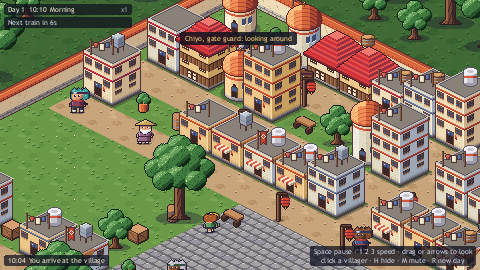 Day 1 10:10 Morning x1
Next train in 6s
Chiyo, gate guard: looking around
10:04 You arrive at the village
Space pause · 1 2 3 speed · drag or arrows to look
click a villager · H hide · M mute · R new day